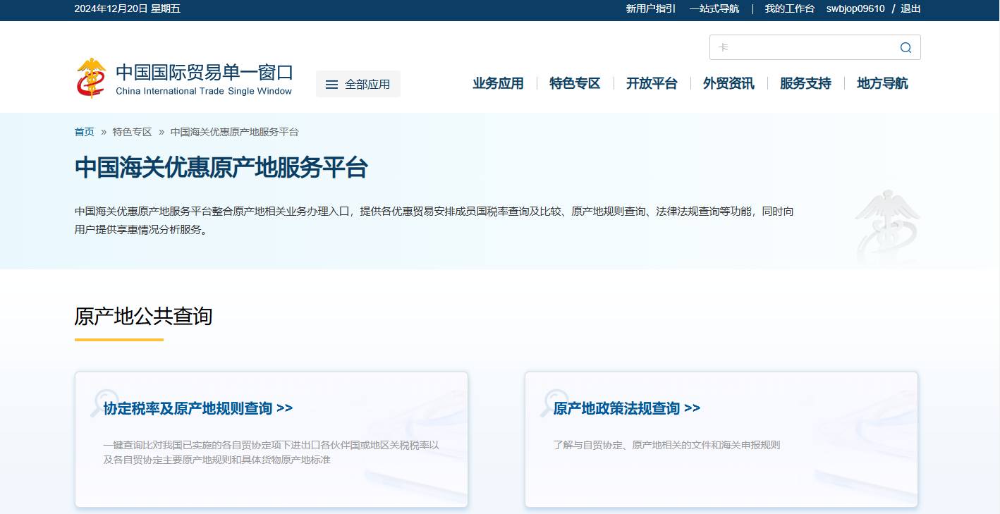 2024年12月20日 星期五
新用户指引 一站式导航 | 我的工作台 swbjop09610 / 退出
卡
中国国际贸易单一窗口
China International Trade Single Window
全部应用
业务应用 特色专区 开放平台 外贸资讯 服务支持 地方导航
首页 » 特色专区 » 中国海关优惠原产地服务平台
中国海关优惠原产地服务平台
中国海关优惠原产地服务平台整合原产地相关业务办理入口，提供各优惠贸易安排成员国税率查询及比较、原产地规则查询、法律法规查询等功能，同时向
用户提供享惠情况分析服务。
原产地公共查询
协定税率及原产地规则查询 >>
一键查询比对我国已实施的各自贸协定项下进出口各伙伴国或地区关税税率以
及各自贸协定主要原产地规则和具体货物原产地标准
原产地政策法规查询 >>
了解与自贸协定、原产地相关的文件和海关申报规则